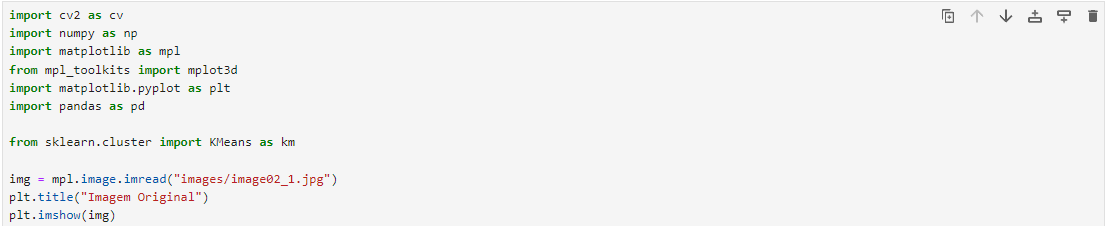 import cv2 as cv
import numpy as np
import matplotlib as mpl
from mpl_toolkits import mplot3d
import matplotlib.pyplot as plt
import pandas as pd
from sklearn.cluster import KMeans as km
img = mpl.image.imread("images/image02_1.jpg")
plt.title("Imagem Original")
plt.imshow(img)